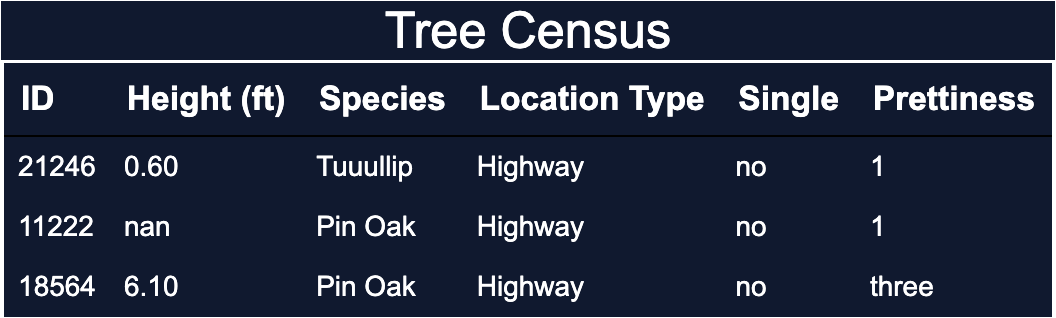 Tree Census
ID Height (ft) Species Location Type Single Prettiness
21246 0.60 Tuuullip Highway no 1
11222 nan Pin Oak Highway no 1
18564 6.10 Pin Oak Highway no three